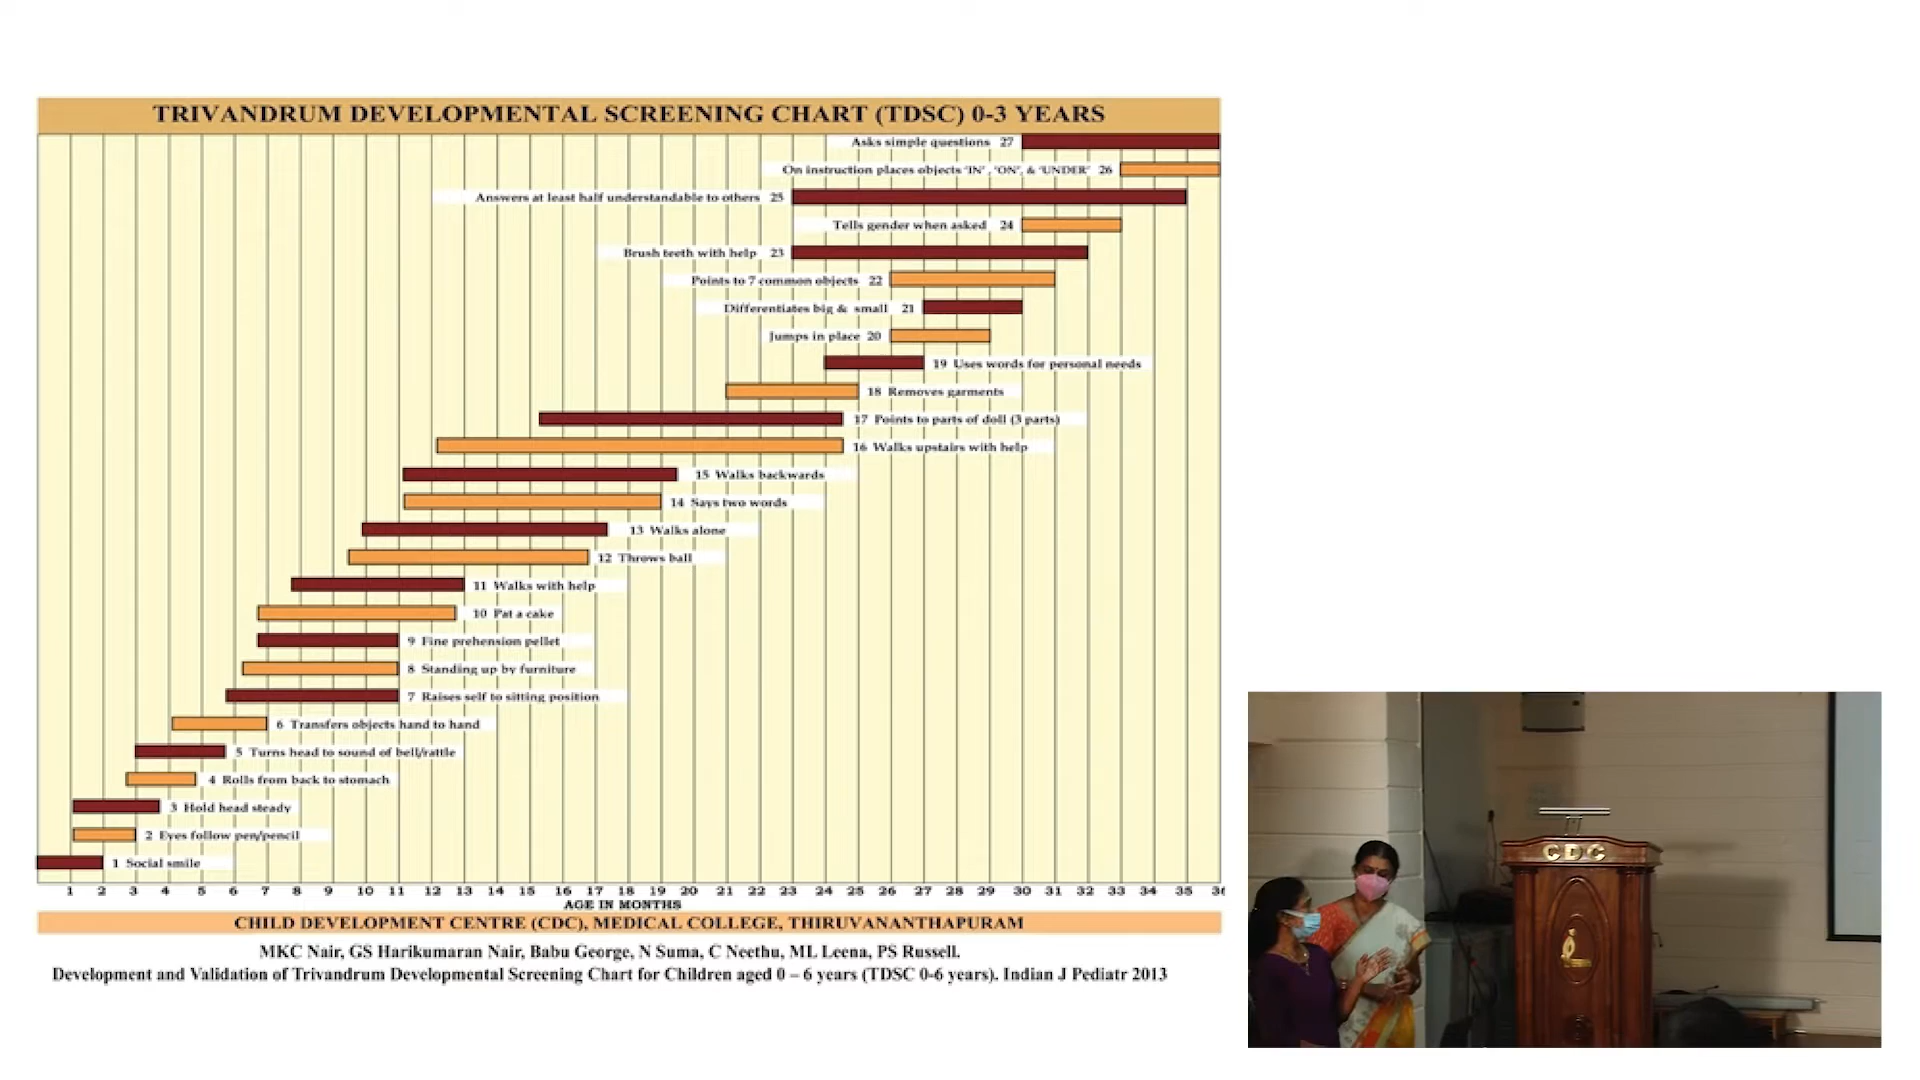 TRIVANDRUM DEVELOPMENTAL SCREENING CHART (TDSC) 0-3 YEARS
Asks simple questions 27
On instruction places objects 'IN', 'ON', & 'UNDER' 26
Answers at least half understandable to others 25
Tells gender when asked 24
Brush teeth with help 23
Points to 7 common objects 22
Differentiates big & small 21
Jumps in place 20
19 Uses words for personal needs
18 Removes garments
17 Points to parts of doll (3 parts)
16 Walks upstairs with help
15 Walks backwards
14 Says two words
13 Walks alone
12 Throws ball
11 Walks with help
10 Pat a cake
9 Fine prehension pellet
8 Standing up by furniture
7 Raises self to sitting position
6 Transfers objects hand to hand
5 Turns head to sound of bell/rattle
4 Rolls from back to stomach
3 Hold head steady
2 Eyes follow pen/pencil
1 Social smile
1 2 3 4 5 6 7 8 9 10 11 12 13 14 15 16 17 18 19 20 21 22 23 24 25 26 27 28 29 30 31 32 33 34 35 36
AGE IN MONTHS
CHILD DEVELOPMENT CENTRE (CDC), MEDICAL COLLEGE, THIRUVANANTHAPURAM
MKC Nair, GS Harikumaran Nair, Babu George, N Suma, C Neethu, ML Leena, PS Russell.
Development and Validation of Trivandrum Developmental Screening Chart for Children aged 0 – 6 years (TDSC 0-6 years). Indian J Pediatr 2013
CDC